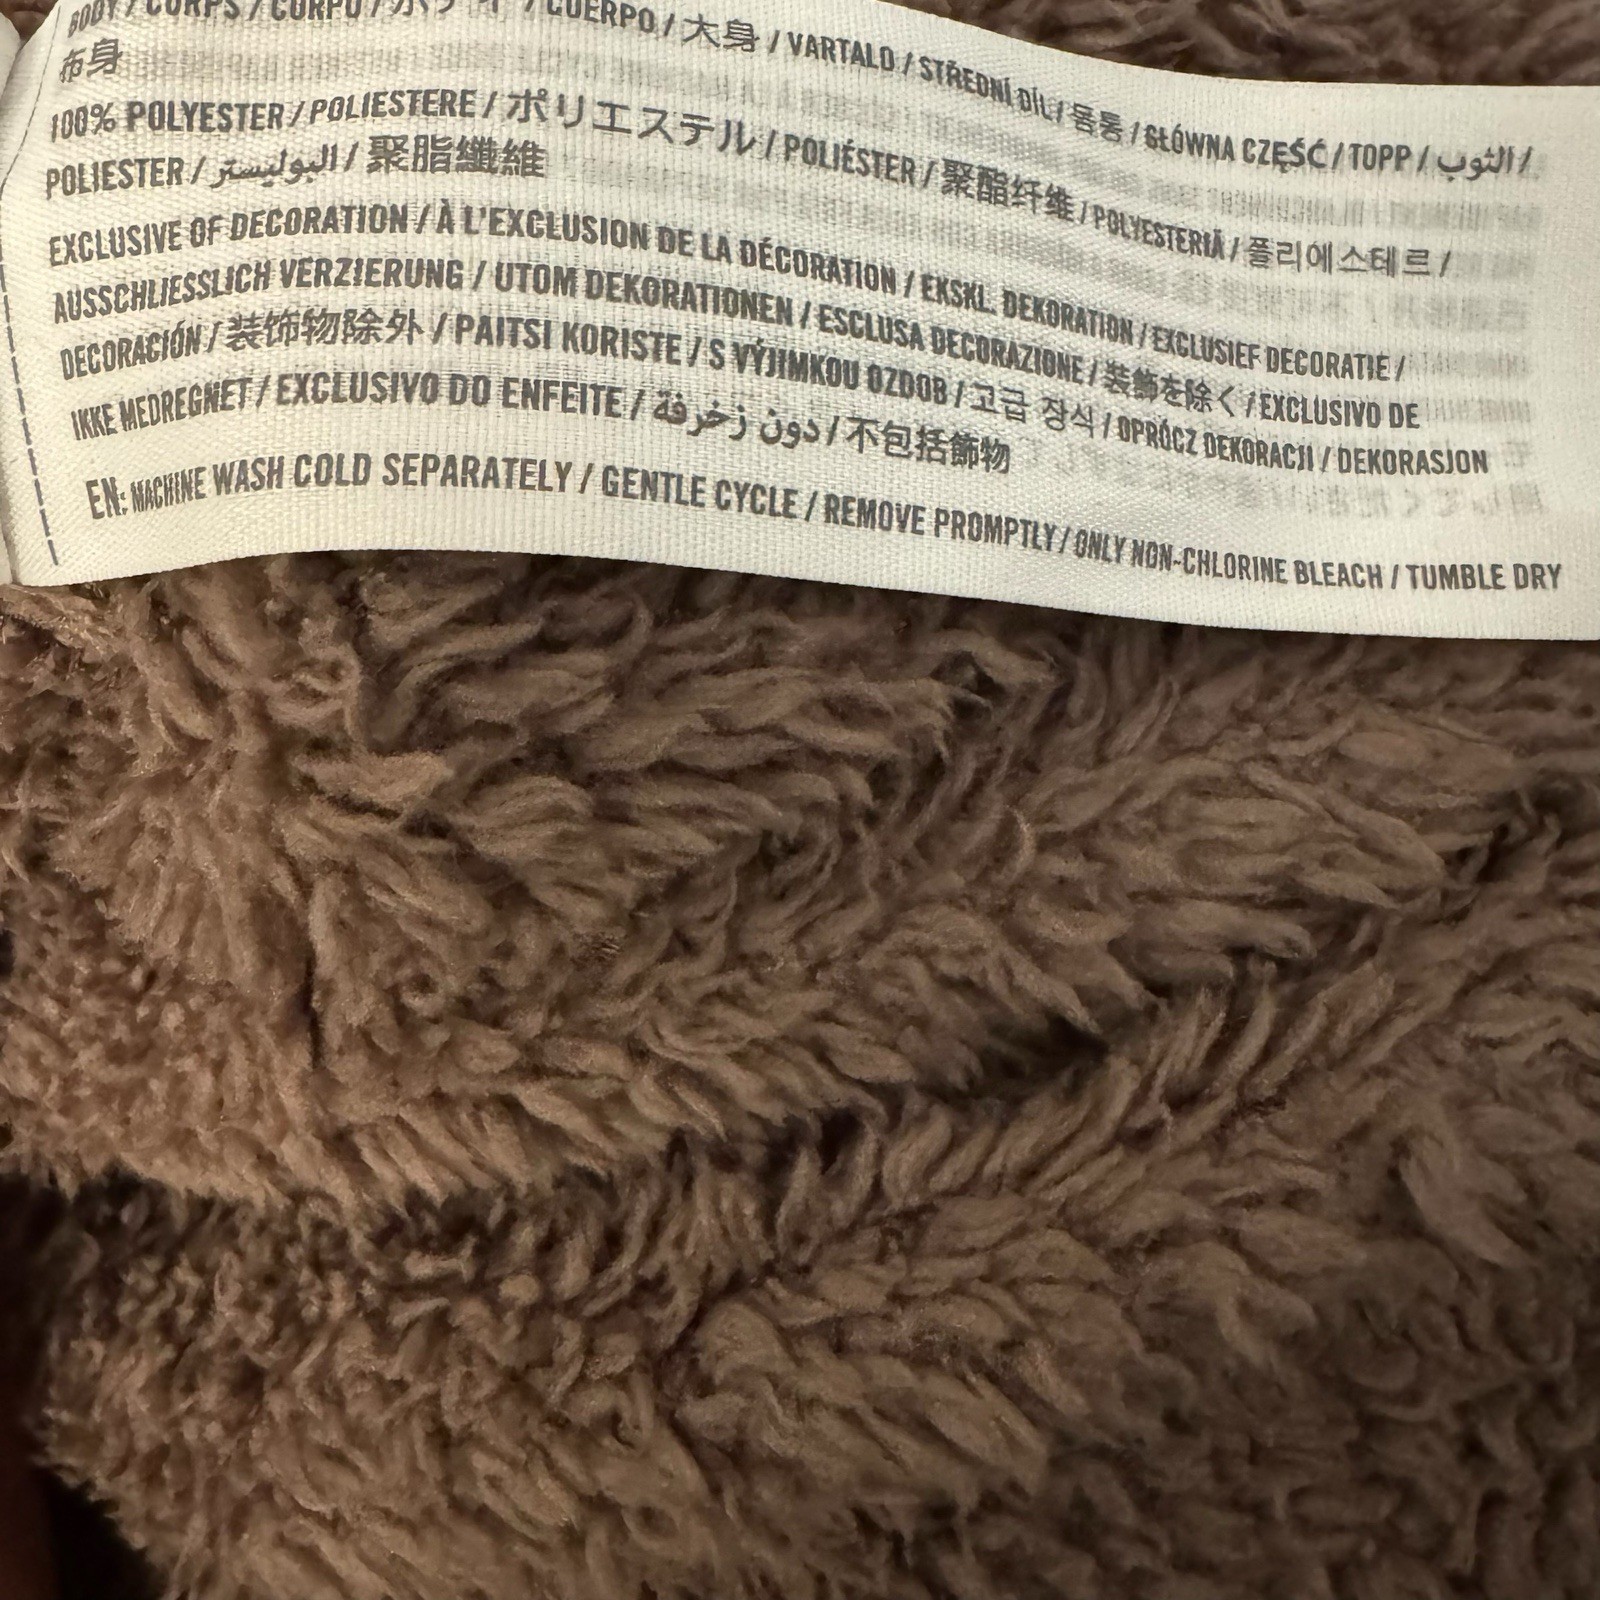 BODY / CORPS / CORPO / ボディ / CUERPO / 大身 / VARTALO / STŘEDNÍ DÍL / 몸통 / GŁÓWNA CZĘŚĆ / TOPP / الثوب /
布身
100% POLYESTER / POLIESTERE / ポリエステル / POLIÉSTER / 聚酯纤维 / POLYESTERIÄ / 폴리에스테르 /
POLIESTER / البوليستر / 聚脂纖維
EXCLUSIVE OF DECORATION / À L'EXCLUSION DE LA DÉCORATION / EKSKL. DEKORATION / EXCLUSIEF DECORATIE /
AUSSCHLIESSLICH VERZIERUNG / UTOM DEKORATIONEN / ESCLUSA DECORAZIONE / 装飾を除く / EXCLUSIVO DE
DECORACIÓN / 装饰物除外 / PAITSI KORISTE / S VÝJIMKOU OZDOB / 고급 장식 / OPRÓCZ DEKORACJI / DEKORASJON
IKKE MEDREGNET / EXCLUSIVO DO ENFEITE / دون زخرفة / 不包括飾物
EN: MACHINE WASH COLD SEPARATELY / GENTLE CYCLE / REMOVE PROMPTLY / ONLY NON-CHLORINE BLEACH / TUMBLE DRY